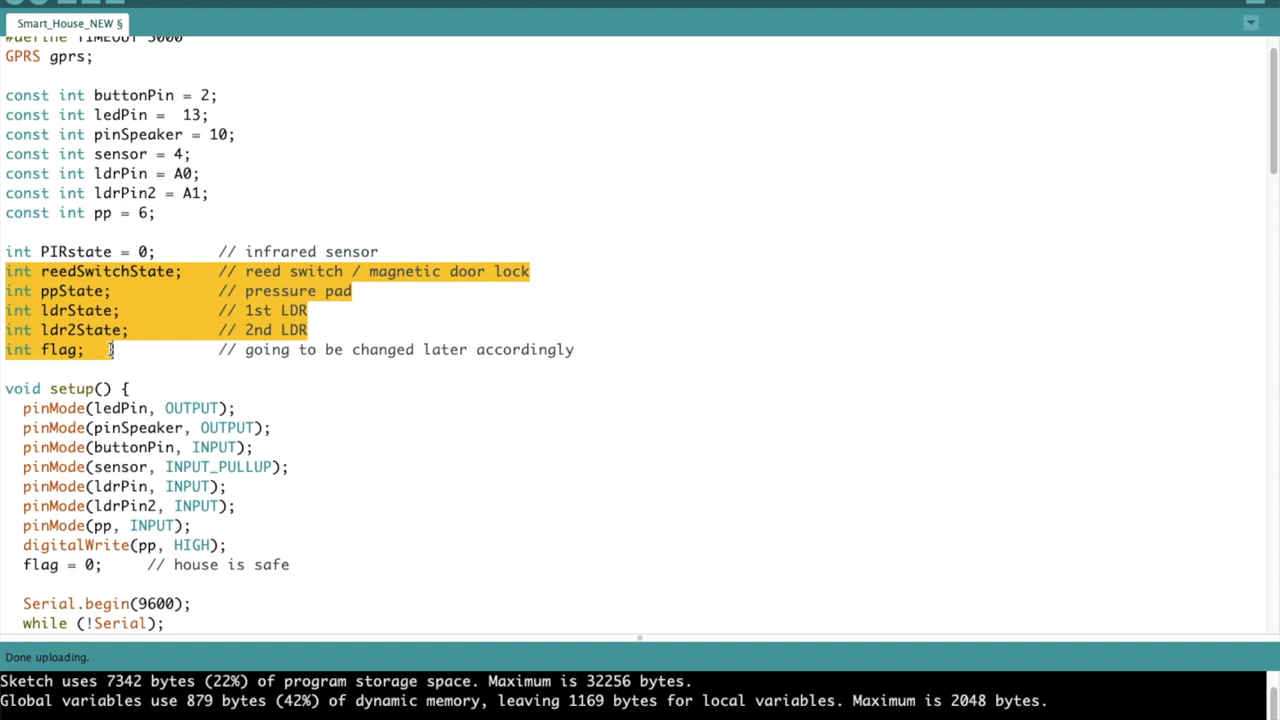 Smart_House_NEW §
#define TIMEOUT 5000
GPRS gprs;
const int buttonPin = 2;
const int ledPin =  13;
const int pinSpeaker = 10;
const int sensor = 4;
const int ldrPin = A0;
const int ldrPin2 = A1;
const int pp = 6;
int PIRstate = 0;       // infrared sensor
int reedSwitchState;    // reed switch / magnetic door lock
int ppState;            // pressure pad
int ldrState;           // 1st LDR
int ldr2State;          // 2nd LDR
int flag;               // going to be changed later accordingly
void setup() {
  pinMode(ledPin, OUTPUT);
  pinMode(pinSpeaker, OUTPUT);
  pinMode(buttonPin, INPUT);
  pinMode(sensor, INPUT_PULLUP);
  pinMode(ldrPin, INPUT);
  pinMode(ldrPin2, INPUT);
  pinMode(pp, INPUT);
  digitalWrite(pp, HIGH);
  flag = 0;     // house is safe
  Serial.begin(9600);
  while (!Serial);
Done uploading.
Sketch uses 7342 bytes (22%) of program storage space. Maximum is 32256 bytes.
Global variables use 879 bytes (42%) of dynamic memory, leaving 1169 bytes for local variables. Maximum is 2048 bytes.